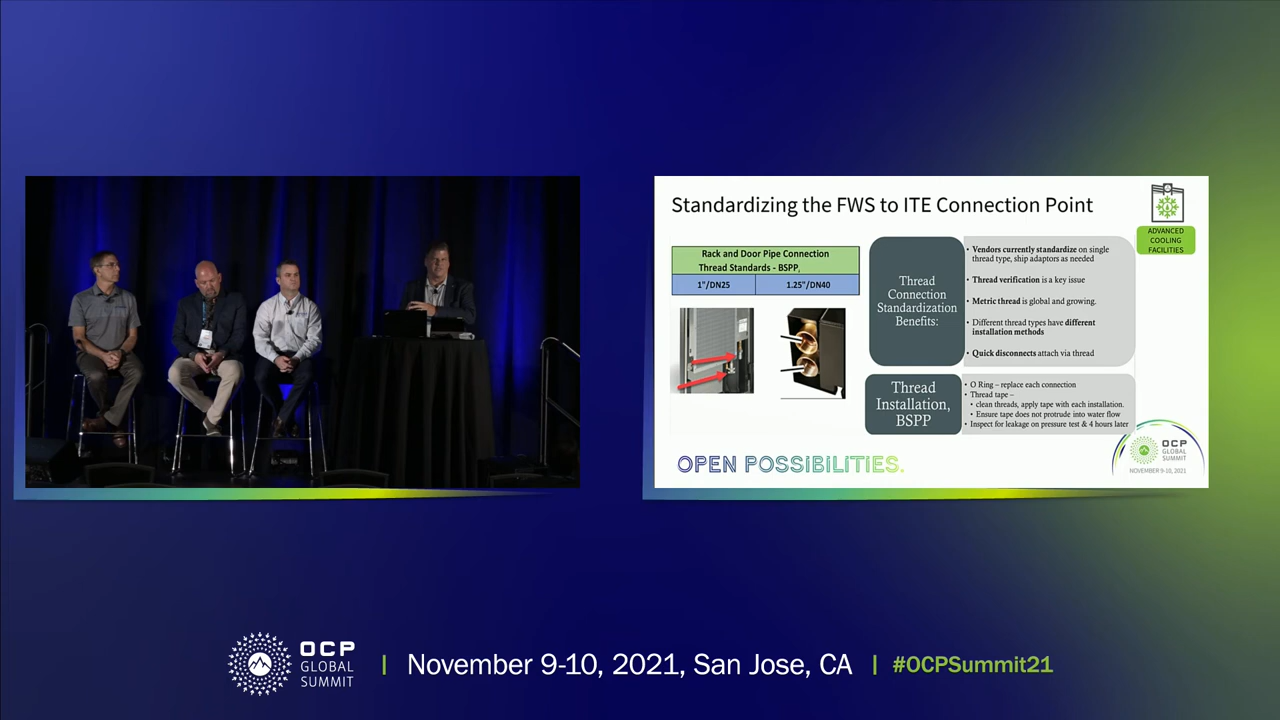 Standardizing the FWS to ITE Connection Point
ADVANCED
COOLING
FACILITIES
Rack and Door Pipe Connection
Thread Standards - BSPP,
1"/DN25
1.25"/DN40
Thread
Connection
Standardization
Benefits:
• Vendors currently standardize on single
thread type, ship adaptors as needed
• Thread verification is a key issue
• Metric thread is global and growing.
• Different thread types have different
installation methods
• Quick disconnects attach via thread
Thread
Installation,
BSPP
• O Ring – replace each connection
• Thread tape –
• clean threads, apply tape with each installation.
• Ensure tape does not protrude into water flow
• Inspect for leakage on pressure test & 4 hours later
OPEN POSSIBILITIES.
OCP
GLOBAL
SUMMIT
NOVEMBER 9-10, 2021
OCP
GLOBAL
SUMMIT
| November 9-10, 2021, San Jose, CA | #OCPSummit21